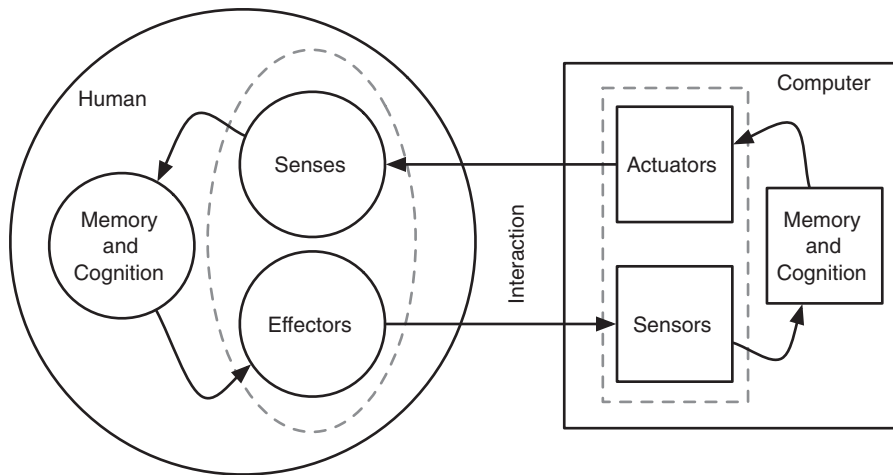 Human
Senses
Memory
and
Cognition
Effectors
Interaction
Computer
Actuators
Memory
and
Cognition
Sensors